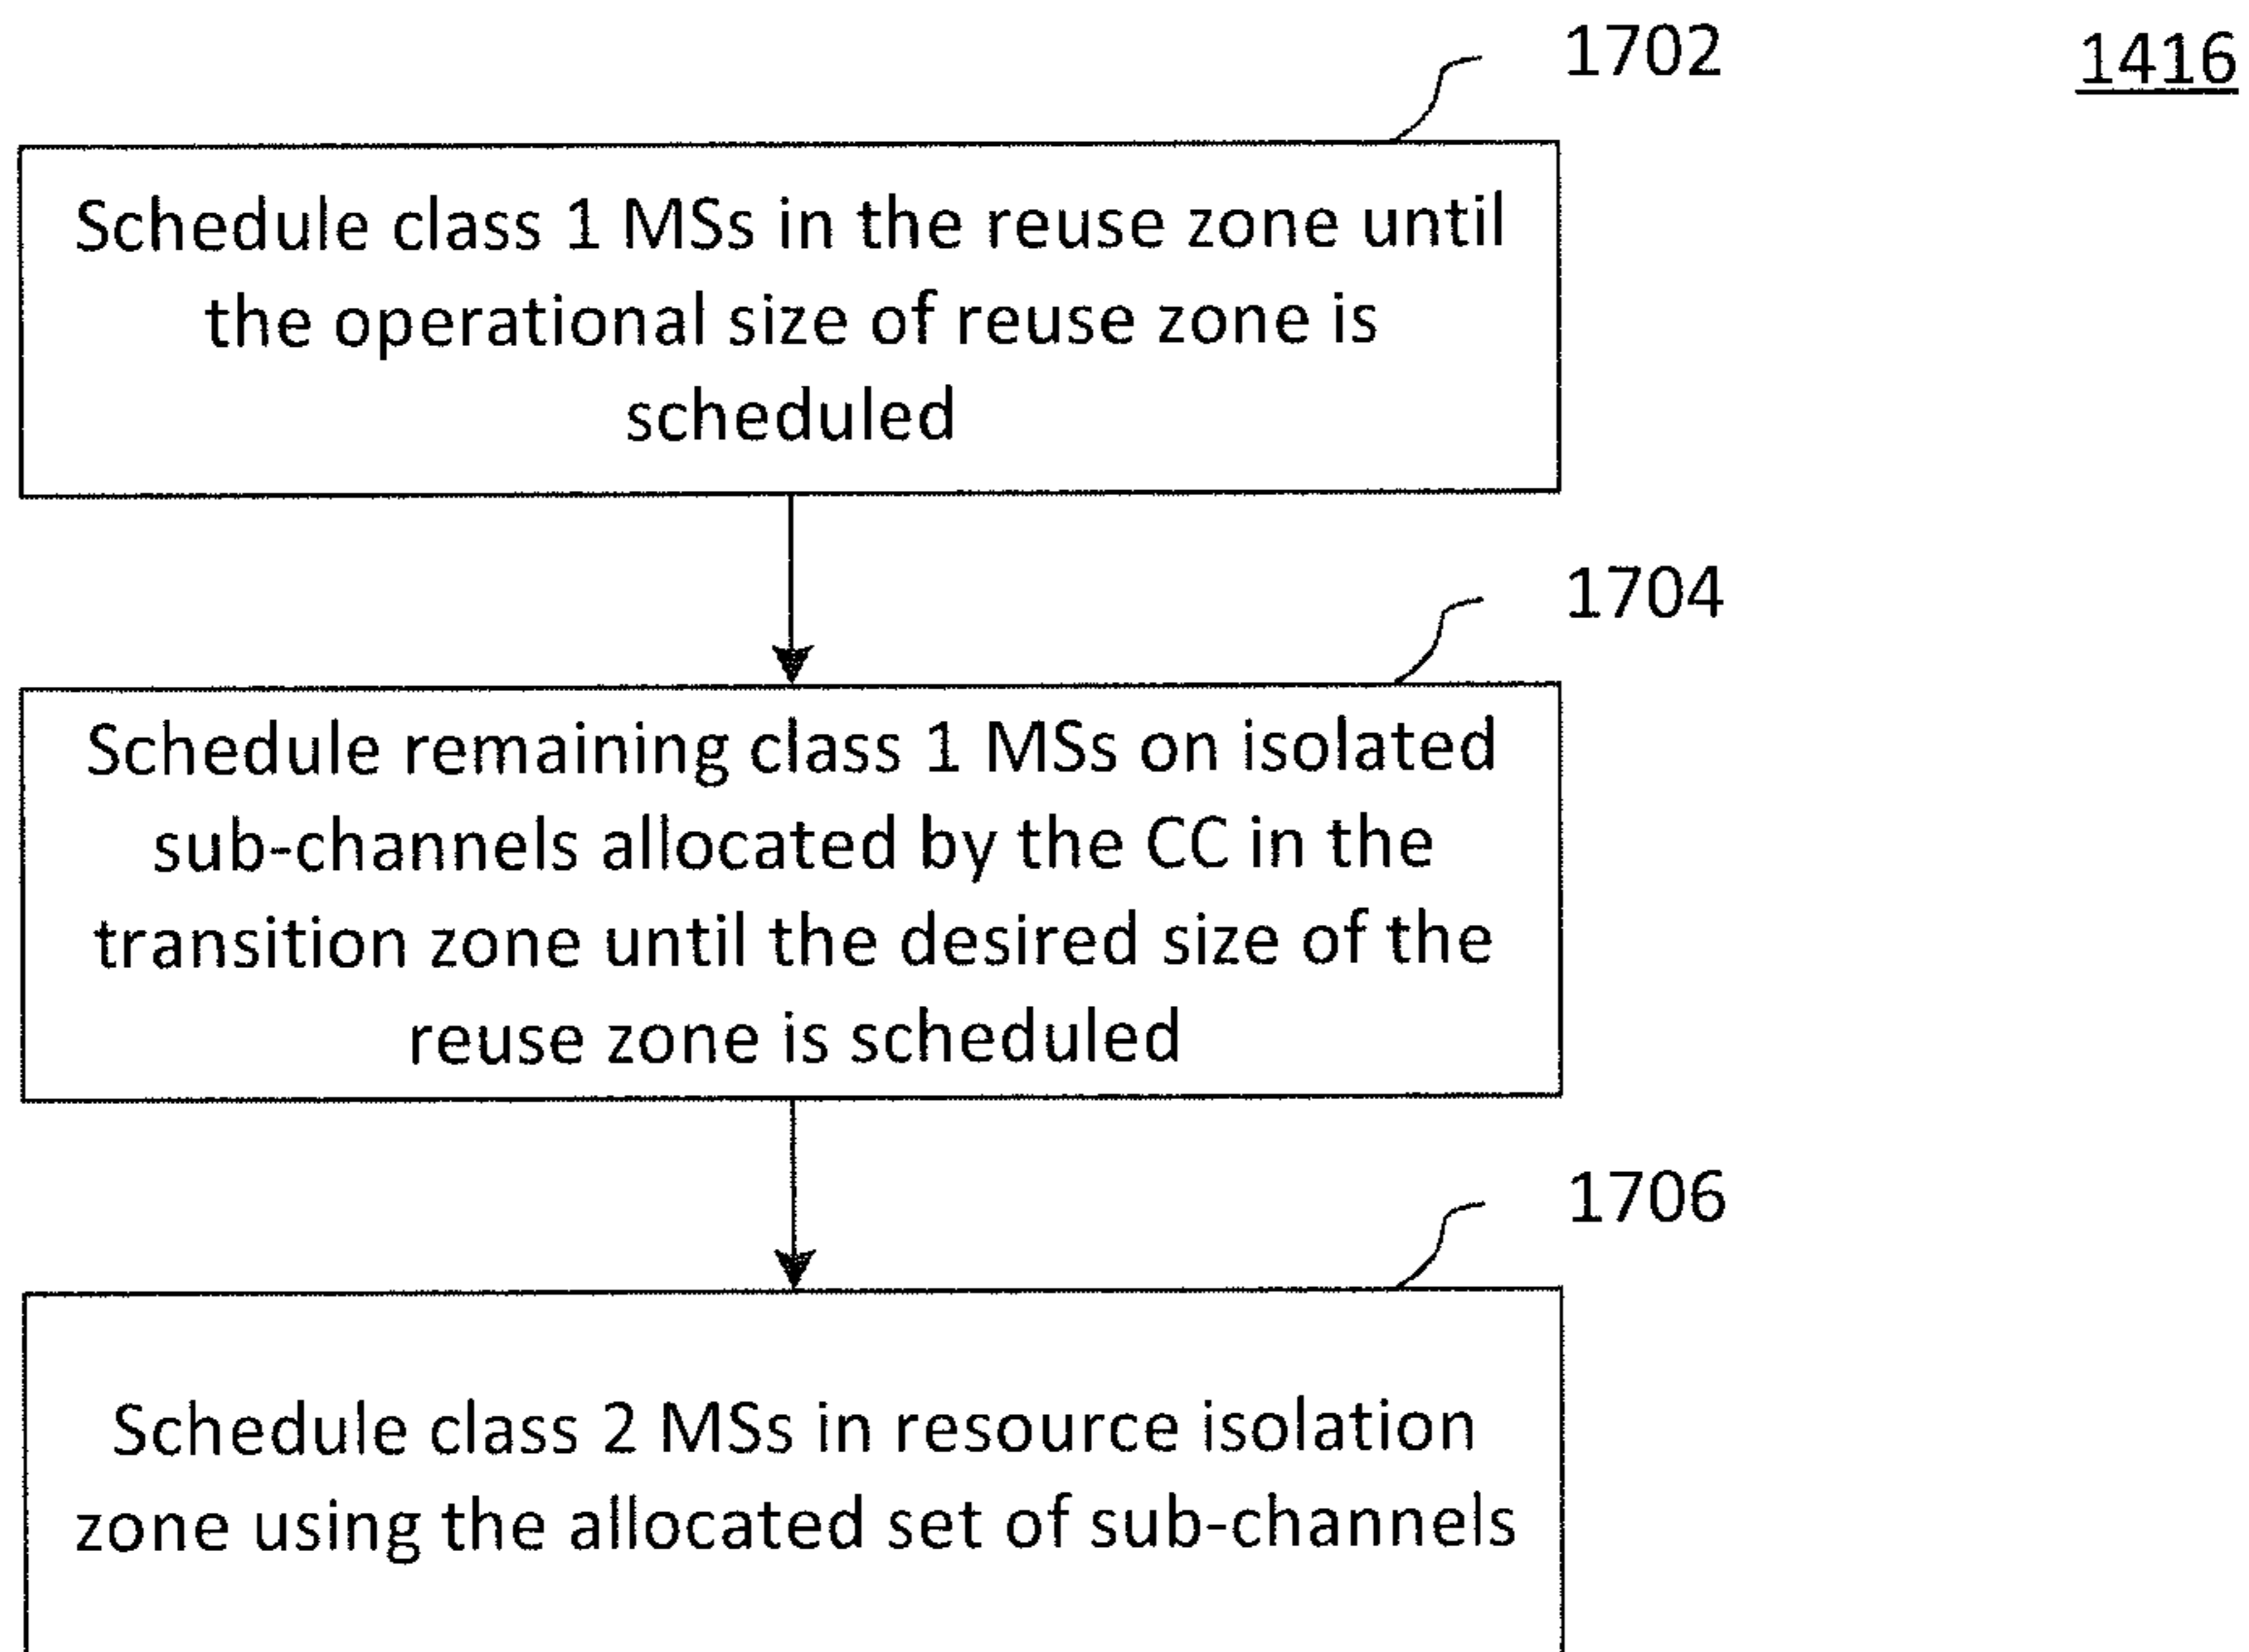 1702
1416
Schedule class 1 MSs in the reuse zone until
the operational size of reuse zone is
scheduled
1704
Schedule remaining class 1 MSs on isolated
sub-channels allocated by the CC in the
transition zone until the desired size of the
reuse zone is scheduled
1706
Schedule class 2 MSs in resource isolation
zone using the allocated set of sub-channels